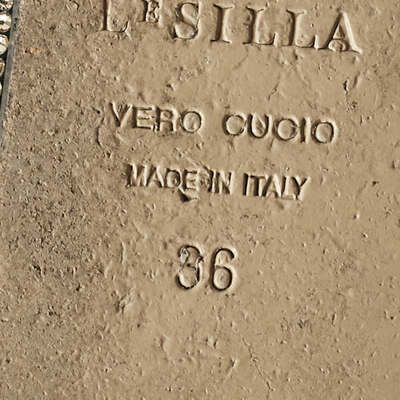 LE SILLA
VERO CUOIO
MADE IN ITALY
36